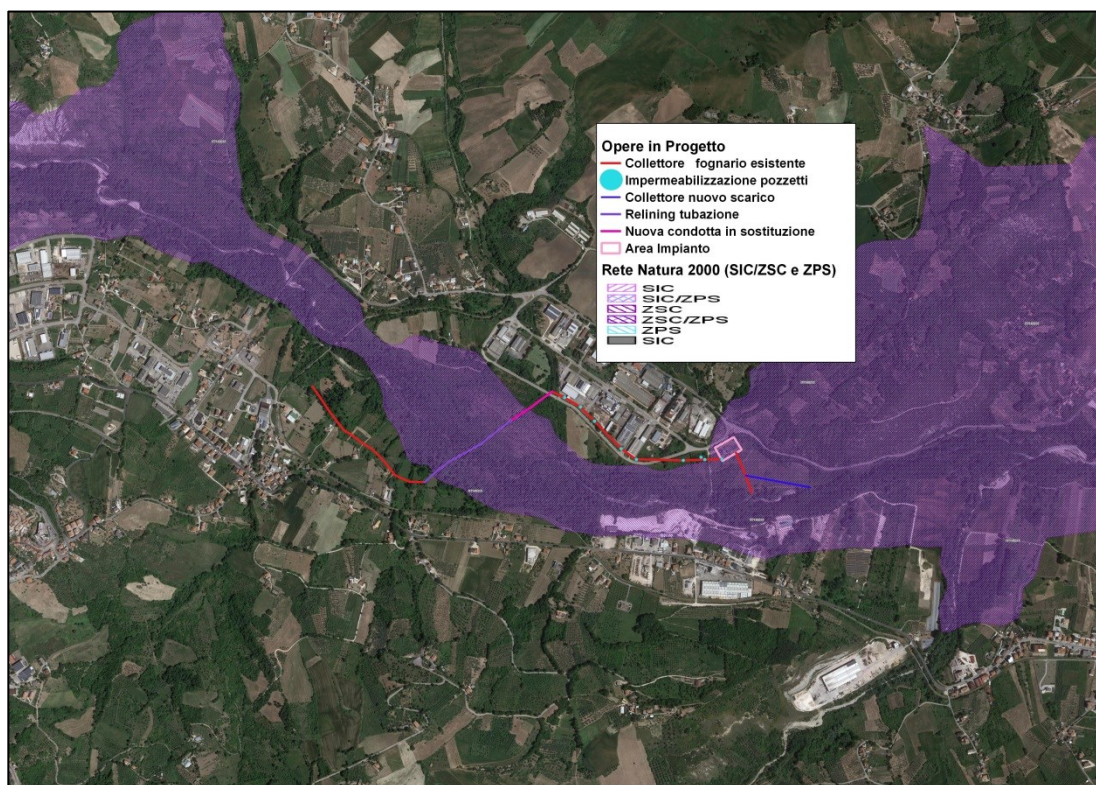 Opere in Progetto
Collettore fognario esistente
Impermeabilizzazione pozzetti
Collettore nuovo scarico
Relining tubazione
Nuova condotta in sostituzione
Area Impianto
Rete Natura 2000 (SIC/ZSC e ZPS)
SIC
SIC/ZPS
ZSC
ZSC/ZPS
ZPS
SIC